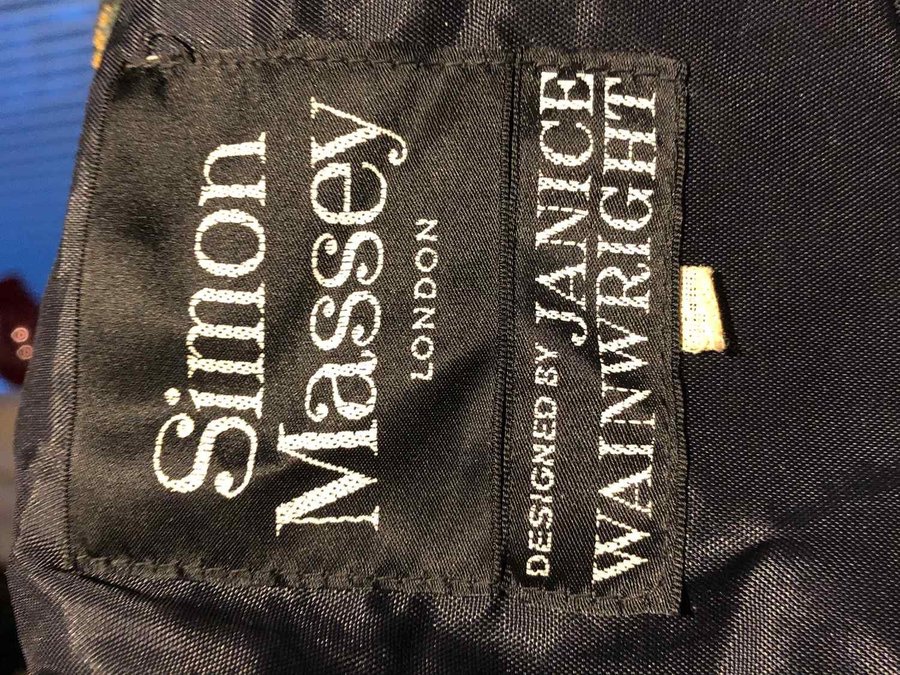 Simon
Massey
LONDON
DESIGNED BY JANICE
WAINWRIGHT